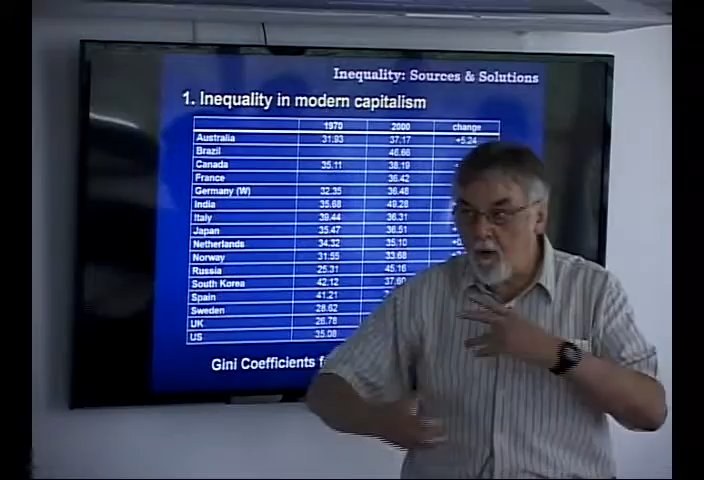 Inequality: Sources & Solutions
1. Inequality in modern capitalism
1970 2000 change
Australia 31.93 37.17 +5.24
Brazil 46.66
Canada 35.11 38.19
France 36.42
Germany (W) 32.35 36.48
India 35.68 49.28
Italy 39.44 36.31
Japan 35.47 36.51
Netherlands 34.32 35.10
Norway 31.55 33.68
Russia 25.31 45.16
South Korea 42.12
Spain 41.21
Sweden 28.62
UK 26.78
US 35.08
Gini Coefficients